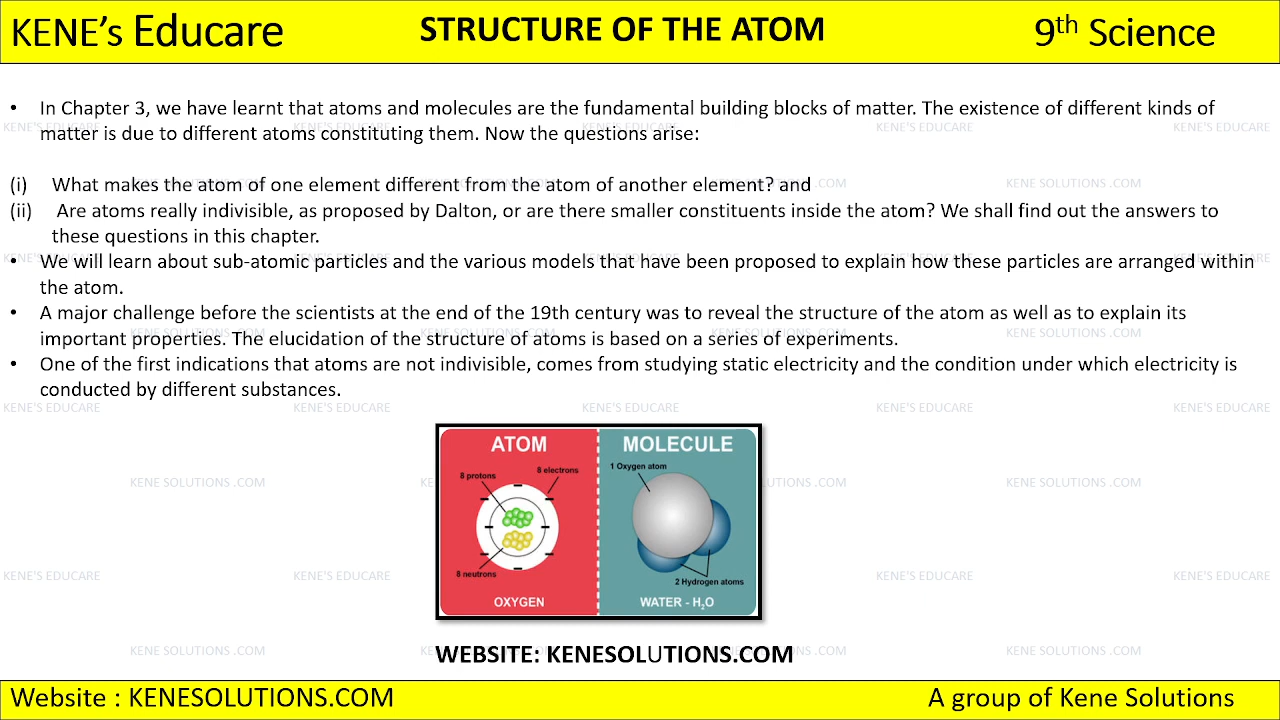 KENE's Educare
STRUCTURE OF THE ATOM
9th Science
• In Chapter 3, we have learnt that atoms and molecules are the fundamental building blocks of matter. The existence of different kinds of
matter is due to different atoms constituting them. Now the questions arise:
(i) What makes the atom of one element different from the atom of another element? and
(ii) Are atoms really indivisible, as proposed by Dalton, or are there smaller constituents inside the atom? We shall find out the answers to
these questions in this chapter.
• We will learn about sub-atomic particles and the various models that have been proposed to explain how these particles are arranged within
the atom.
• A major challenge before the scientists at the end of the 19th century was to reveal the structure of the atom as well as to explain its
important properties. The elucidation of the structure of atoms is based on a series of experiments.
• One of the first indications that atoms are not indivisible, comes from studying static electricity and the condition under which electricity is
conducted by different substances.
KENE'S EDUCARE
KENE SOLUTIONS .COM
ATOM
8 protons
8 electrons
8 neutrons
OXYGEN
MOLECULE
1 Oxygen atom
2 Hydrogen atoms
WATER - H₂O
WEBSITE: KENESOLUTIONS.COM
Website : KENESOLUTIONS.COM
A group of Kene Solutions